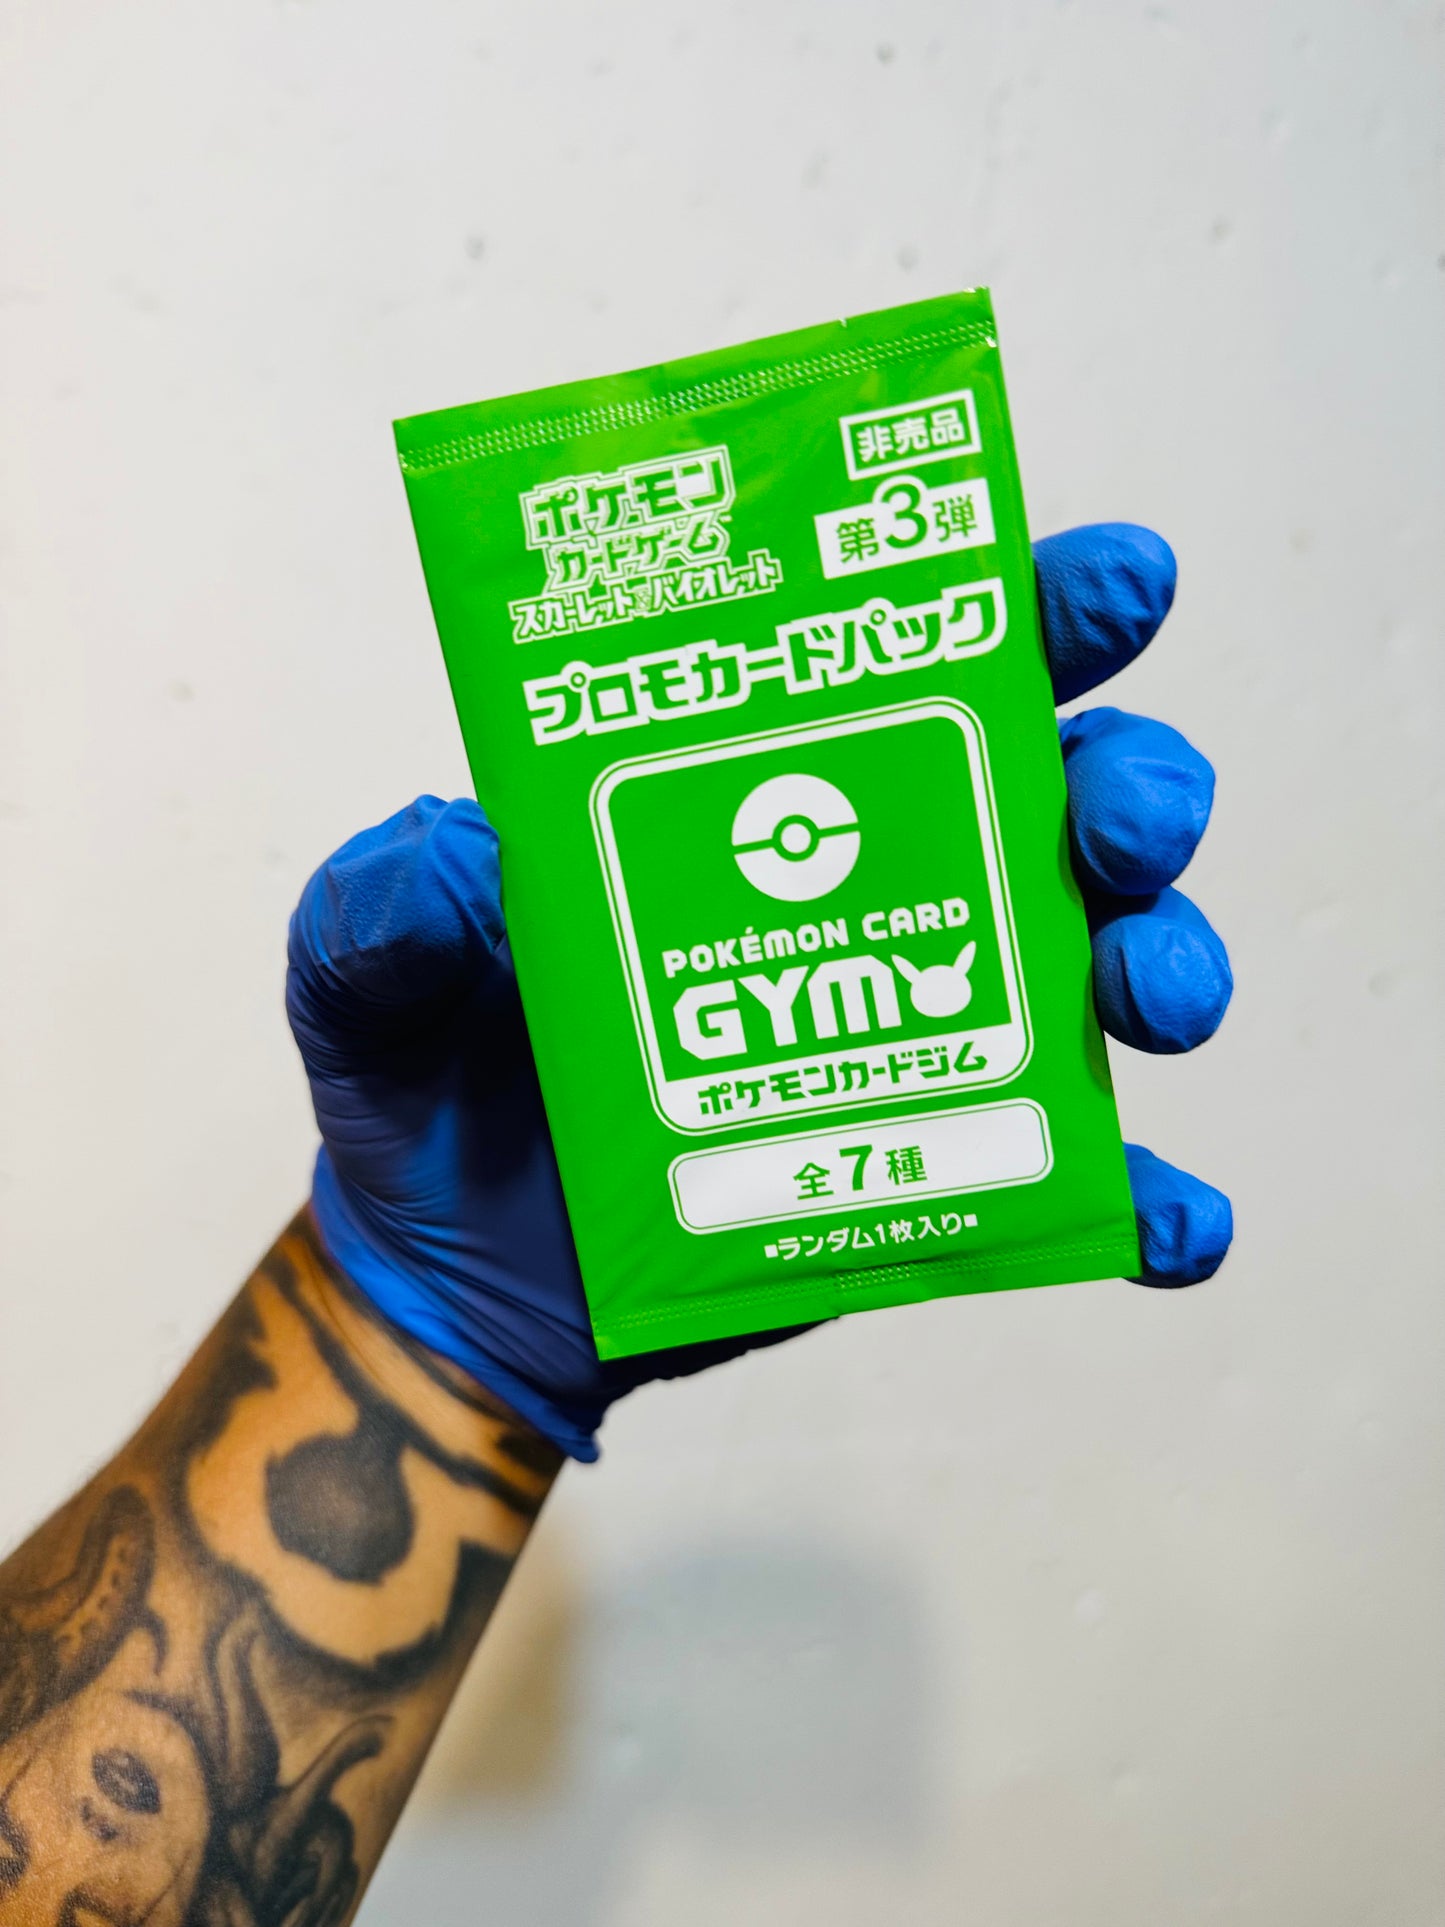 非売品
第3弾
ポケモン
カードゲーム™
スカーレット&バイオレット
プロモカードパック
POKÉMON CARD
GYM
ポケモンカードジム
全7種
■ランダム1枚入り■